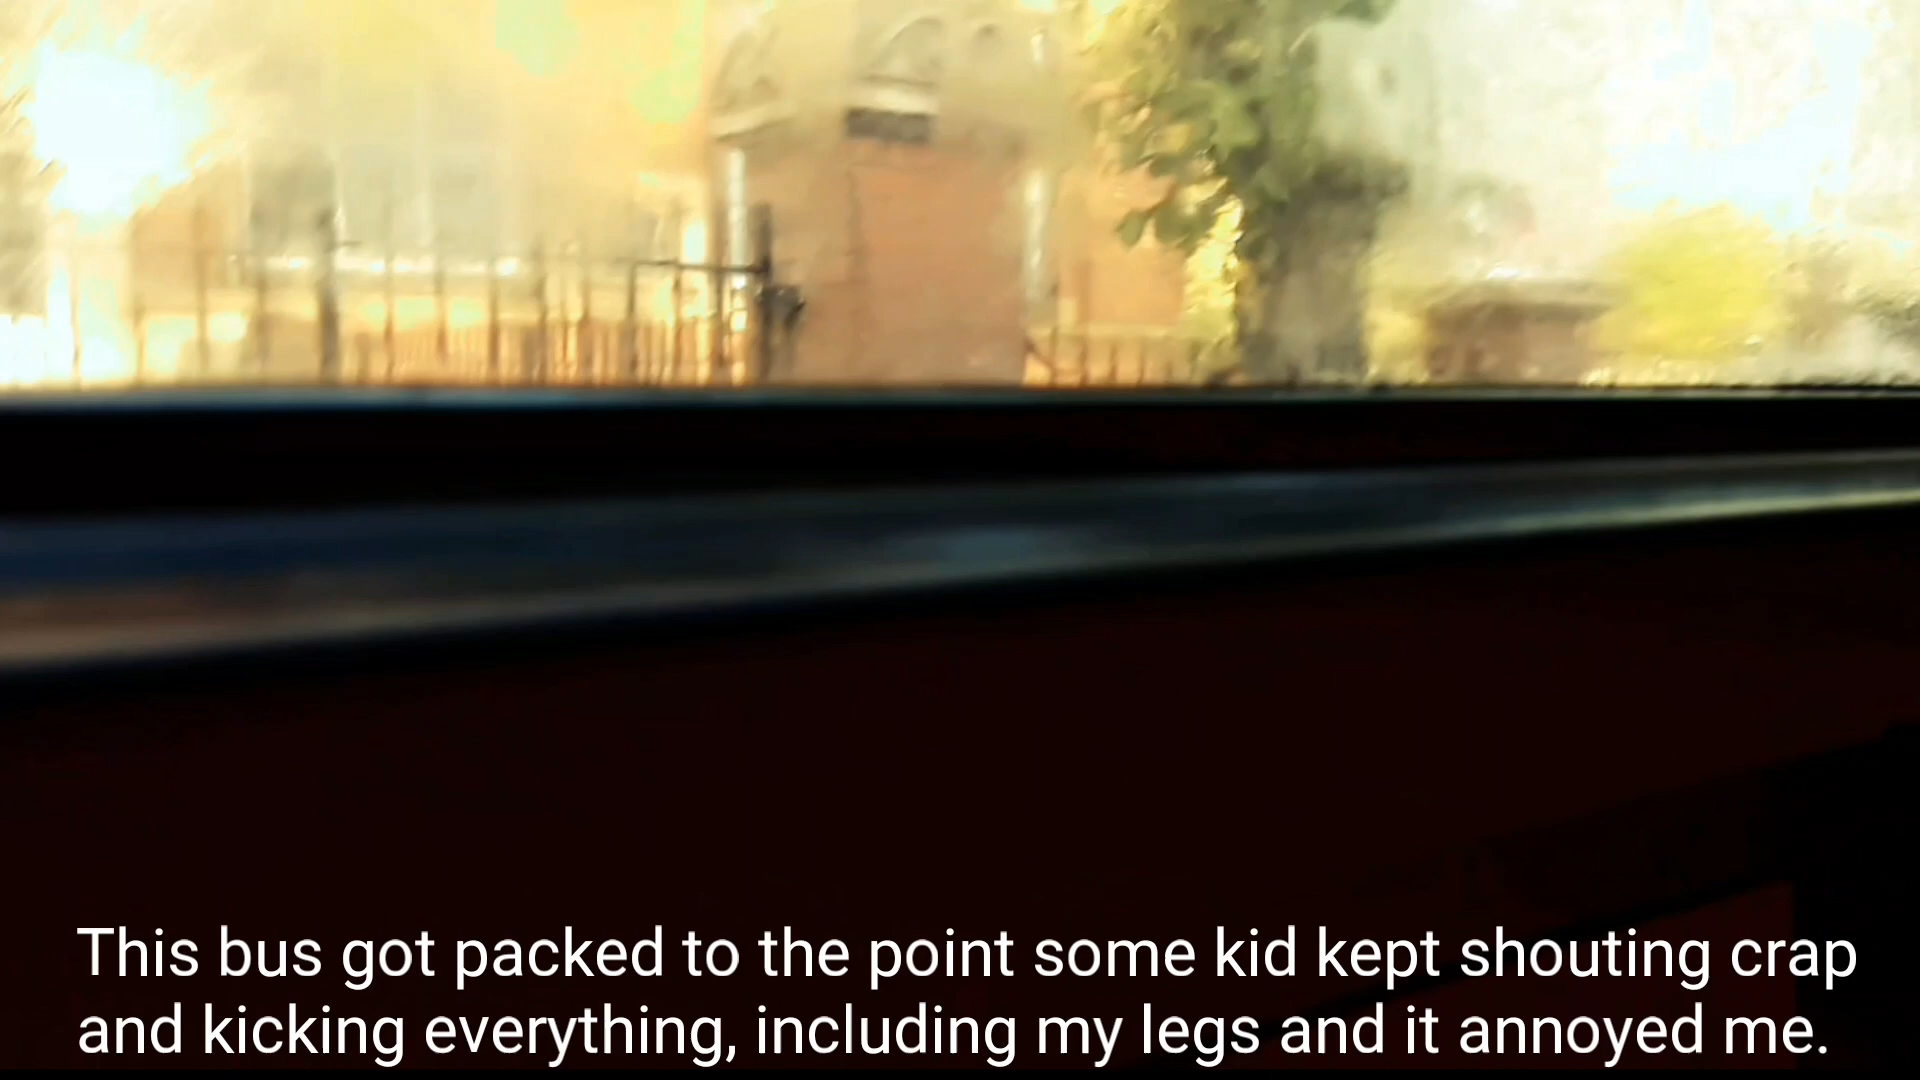 This bus got packed to the point some kid kept shouting crap
and kicking everything, including my legs and it annoyed me.